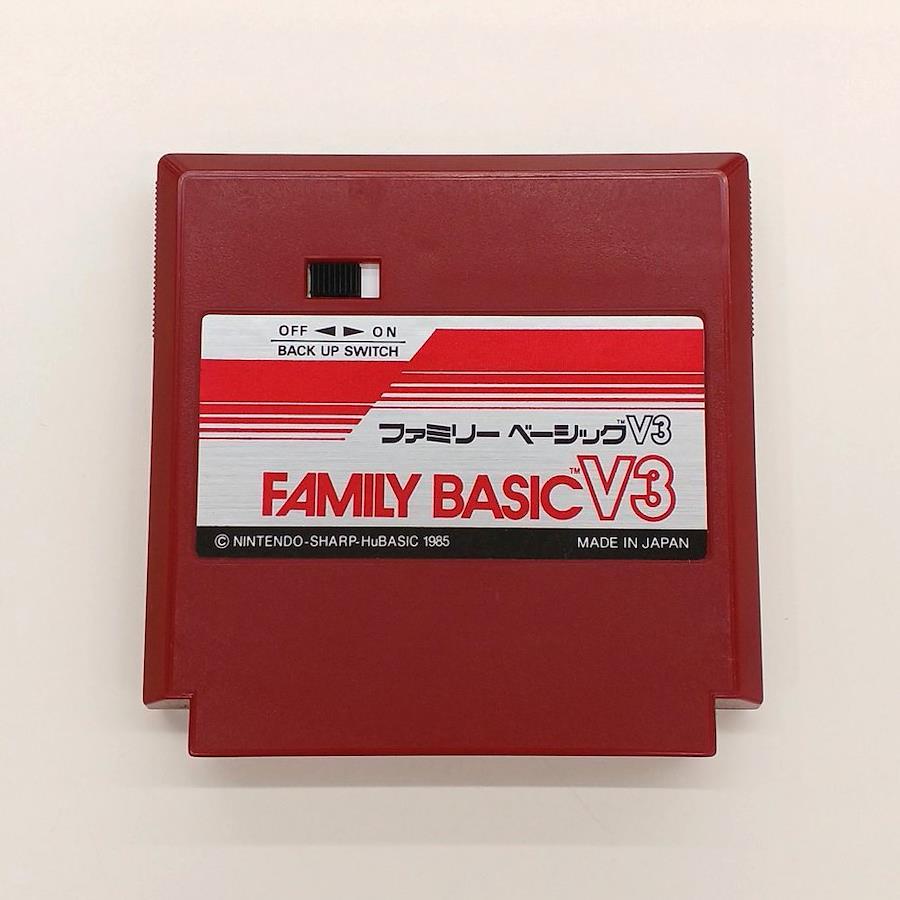 OFF ◀ ▶ ON
BACK UP SWITCH
ファミリー ベーシック™V3
FAMILY BASIC™V3
© NINTENDO-SHARP-HuBASIC 1985 MADE IN JAPAN